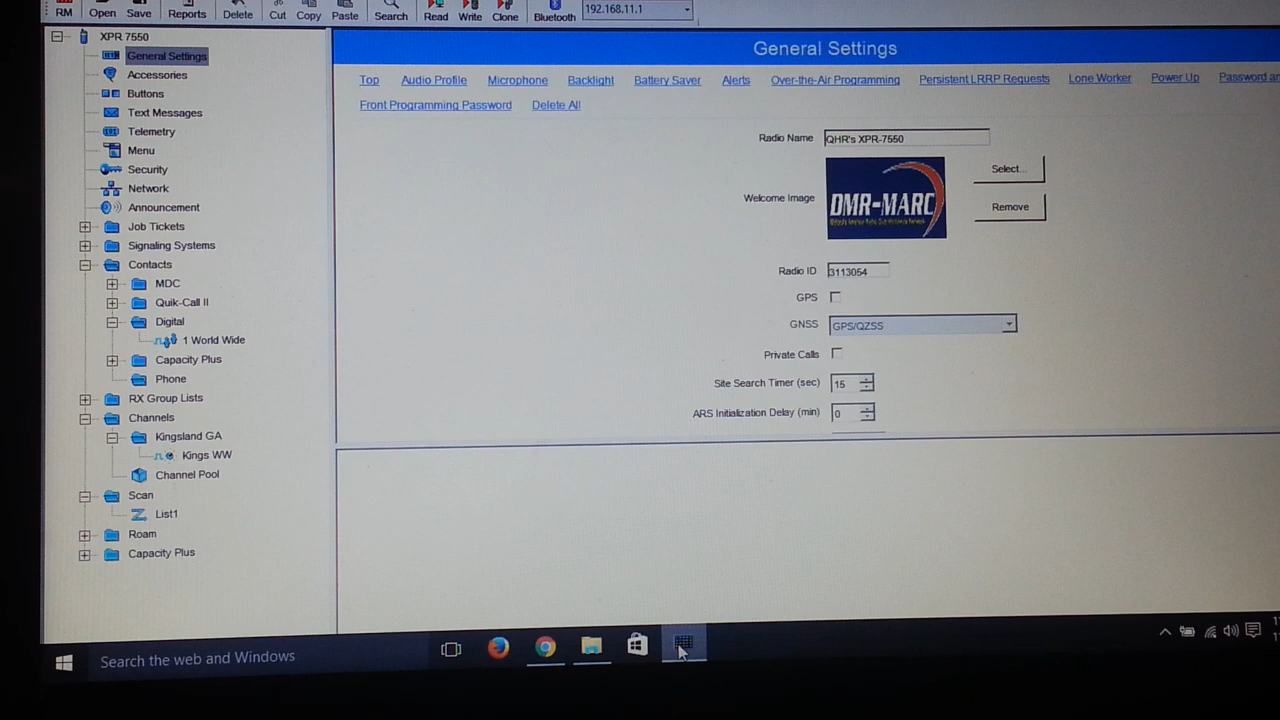 RM Open Save Reports Delete Cut Copy Paste Search Read Write Clone Bluetooth 192.168.11.1
XPR 7550
General Settings
Accessories
Buttons
Text Messages
Telemetry
Menu
Security
Network
Announcement
Job Tickets
Signaling Systems
Contacts
MDC
Quik-Call II
Digital
1 World Wide
Capacity Plus
Phone
RX Group Lists
Channels
Kingsland GA
Kings WW
Channel Pool
Scan
List1
Roam
Capacity Plus
General Settings
Top Audio Profile Microphone Backlight Battery Saver Alerts Over-the-Air Programming Persistent LRRP Requests Lone Worker Power Up Password an
Front Programming Password Delete All
Radio Name QHR's XPR-7550
Welcome Image DMR-MARC Select... Remove
Radio ID 3113054
GPS
GNSS GPS/QZSS
Private Calls
Site Search Timer (sec) 15
ARS Initialization Delay (min) 0
Search the web and Windows